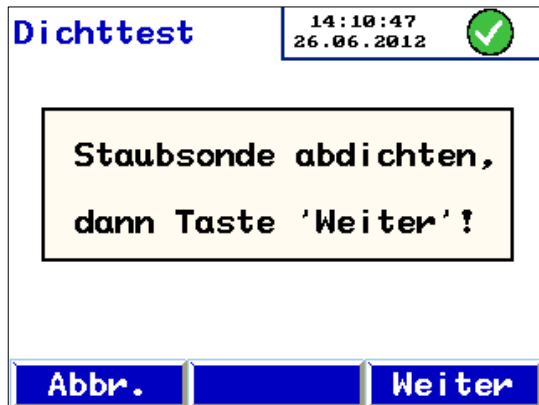 Dichttest
14:10:47
26.06.2012
Staubsonde abdichten,
dann Taste 'Weiter'!
Abbr.
Weiter